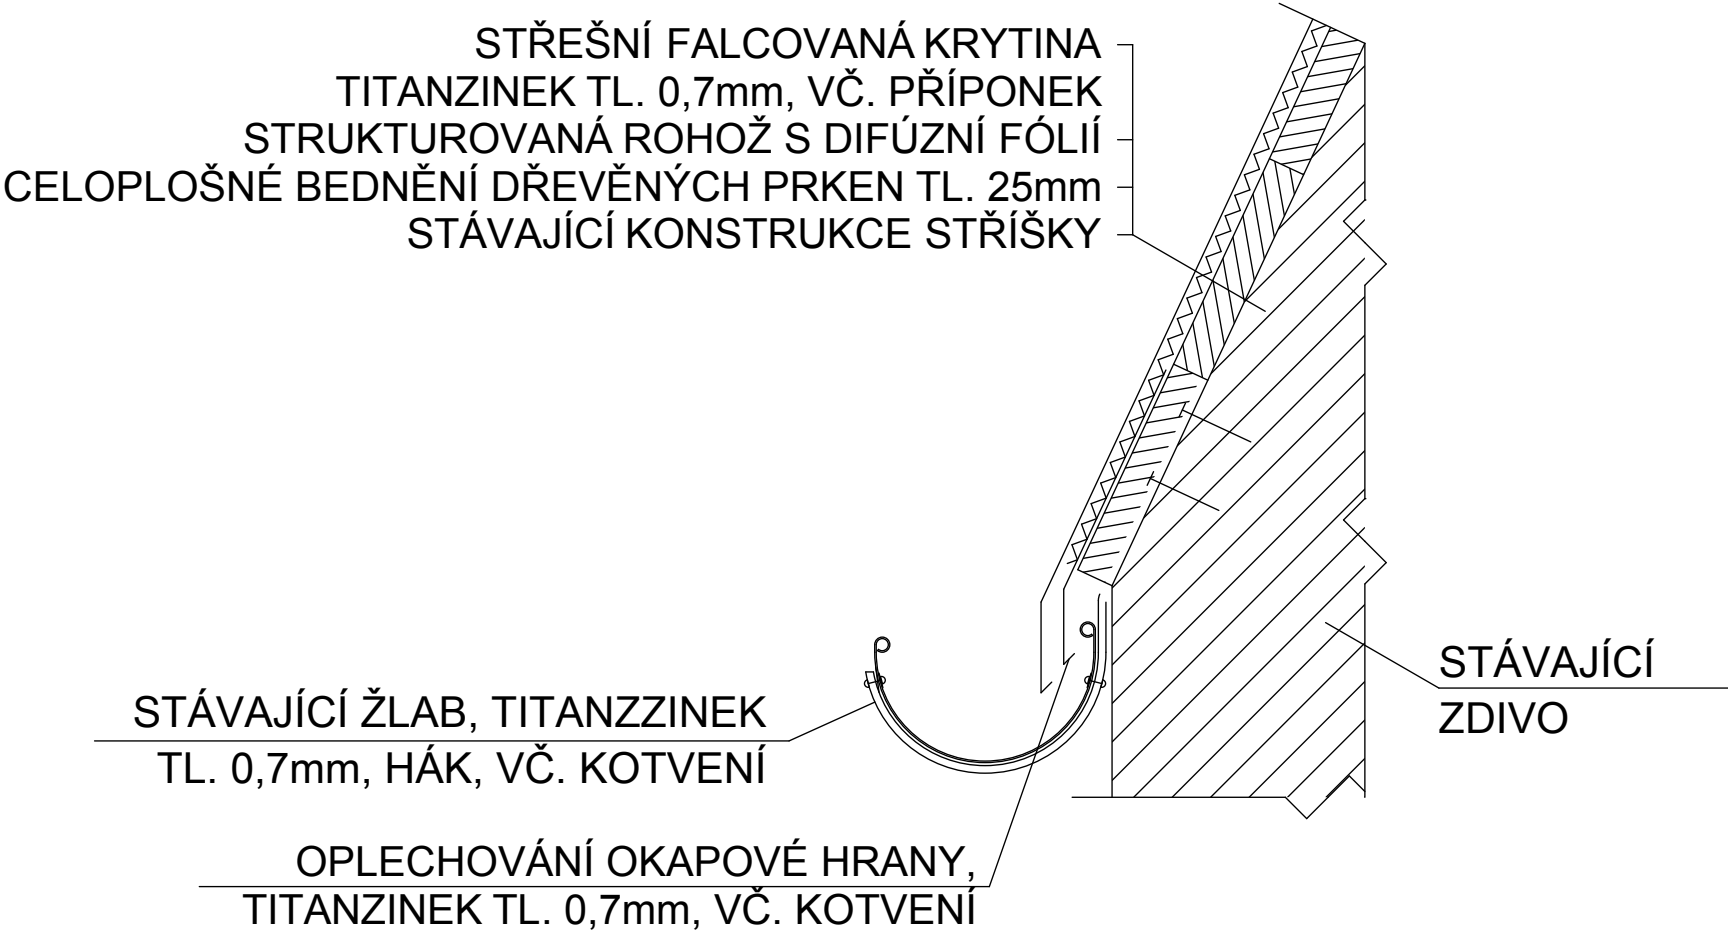 STŘEŠNÍ FALCOVANÁ KRYTINA
TITANZINEK TL. 0,7mm, VČ. PŘÍPONEK
STRUKTUROVANÁ ROHOŽ S DIFÚZNÍ FÓLIÍ
CELOPLOŠNÉ BEDNĚNÍ DŘEVĚNÝCH PRKEN TL. 25mm
STÁVAJÍCÍ KONSTRUKCE STŘÍŠKY
STÁVAJÍCÍ
ZDIVO
STÁVAJÍCÍ ŽLAB, TITANZZINEK
TL. 0,7mm, HÁK, VČ. KOTVENÍ
OPLECHOVÁNÍ OKAPOVÉ HRANY,
TITANZINEK TL. 0,7mm, VČ. KOTVENÍ